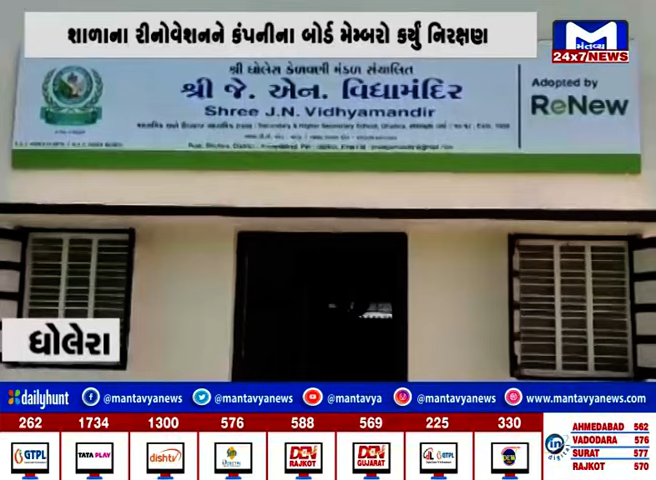 શાળાના રીનોવેશનને કંપનીના બોર્ડ મેમ્બરો કર્યું નિરક્ષણ
મંતવ્ય
24x7NEWS
શ્રી ધોલેરા કેળવણી મંડળ સંચાલિત
શ્રી જે. એન. વિદ્યામંદિર
Shree J.N. Vidhyamandir
Adopted by
ReNew
ધોલેરા
dailyhunt @mantavyanews @mantavyanews @mantavya @mantavyanews www.mantavyanews.com
262 1734 1300 576 588 569 225 330
GTPL TATA PLAY dishtv DEN RAJKOT DEN GUJARAT
in digital
AHMEDABAD 562
VADODARA 576
SURAT 577
RAJKOT 570